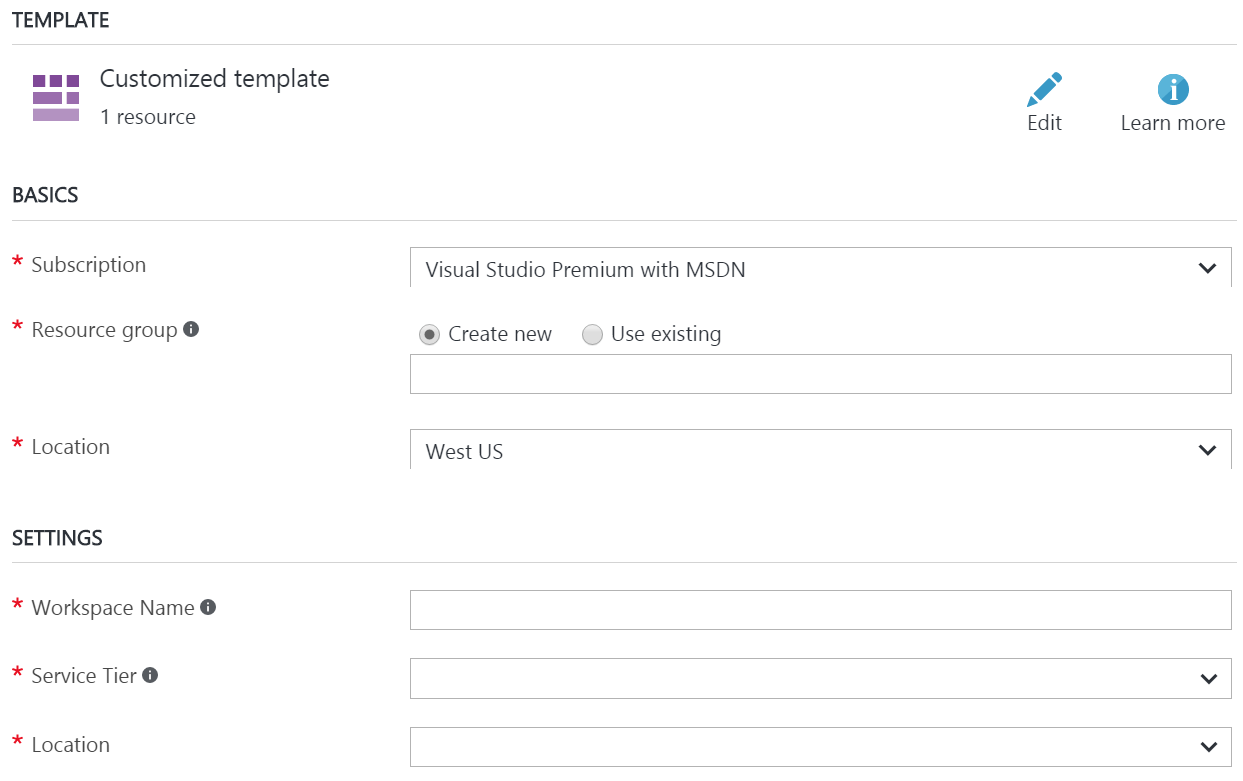 TEMPLATE
Customized template
1 resource
Edit
Learn more
BASICS
* Subscription
Visual Studio Premium with MSDN
* Resource group
Create new
Use existing
* Location
West US
SETTINGS
* Workspace Name
* Service Tier
* Location